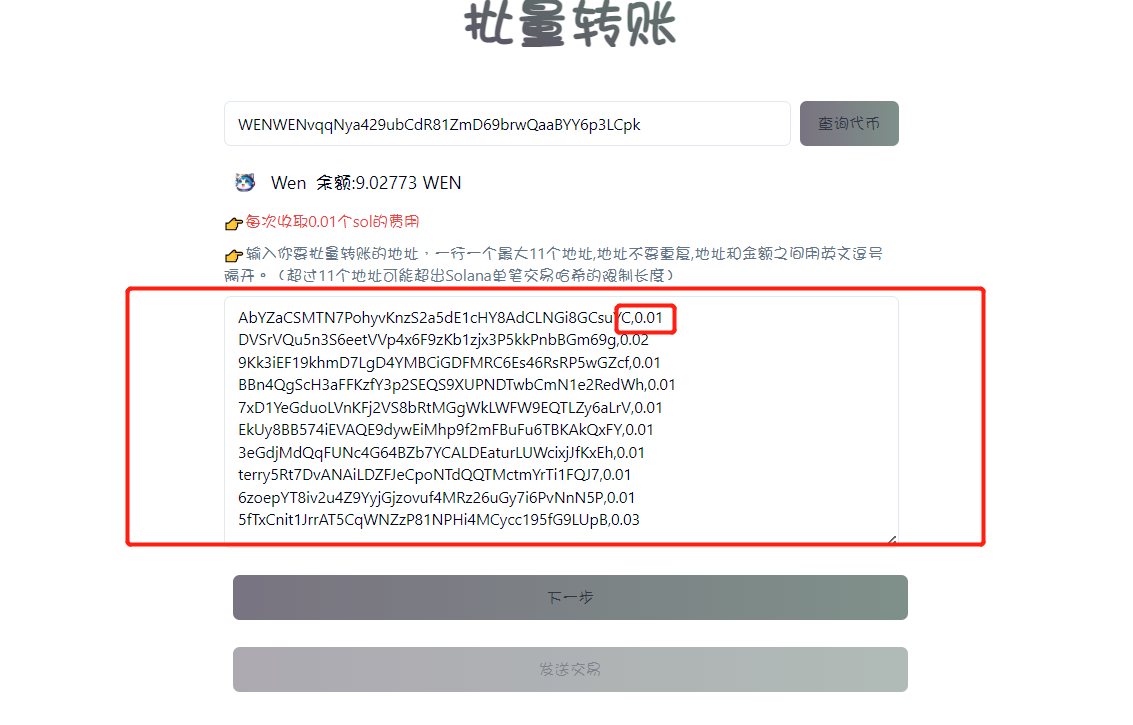 批量转账
WENWENvqqNya429ubCdR81ZmD69brwQaaBYY6p3LCpk
查询代币
Wen 余额:9.02773 WEN
👉每次收取0.01个sol的费用
👉输入你要批量转账的地址,一行一个最大11个地址,地址不要重复,地址和金额之间用英文逗号
隔开。(超过11个地址可能超出Solana单笔交易哈希的限制长度)
AbYZaCSMTN7PohyvKnzS2a5dE1cHY8AdCLNGi8GCsuYC,0.01
DVSrVQu5n3S6eetVVp4x6F9zKb1zjx3P5kkPnbBGm69g,0.02
9Kk3iEF19khmD7LgD4YMBCiGDFMRC6Es46RsRP5wGZcf,0.01
BBn4QgScH3aFFKzfY3p2SEQS9XUPNDTwbCmN1e2RedWh,0.01
7xD1YeGduoLVnKFj2VS8bRtMGgWkLWFW9EQTLZy6aLrV,0.01
EkUy8BB574iEVAQE9dywEiMhp9f2mFBuFu6TBKAkQxFY,0.01
3eGdjMdQqFUNc4G64BZb7YCALDEaturLUWcixjJfKxEh,0.01
terry5Rt7DvANAiLDZFJeCpoNTdQQTMctmYrTi1FQJ7,0.01
6zoepYT8iv2u4Z9YyjGjzovuf4MRz26uGy7i6PvNnN5P,0.01
5fTxCnit1JrrAT5CqWNZzP81NPHi4MCycc195fG9LUpB,0.03
下一步
发送交易